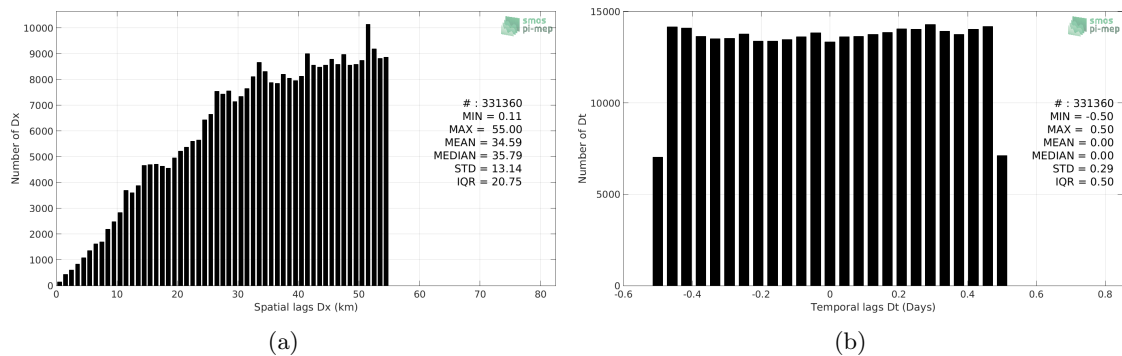 smos
pi-mep
10000
9000
8000
7000
6000
5000
4000
3000
2000
1000
0
Number of Dx
# : 331360
MIN = 0.11
MAX = 55.00
MEAN = 34.59
MEDIAN = 35.79
STD = 13.14
IQR = 20.75
0 10 20 30 40 50 60 70 80
Spatial lags Dx (km)
(a)
smos
pi-mep
15000
10000
5000
0
Number of Dt
# : 331360
MIN = -0.50
MAX = 0.50
MEAN = 0.00
MEDIAN = 0.00
STD = 0.29
IQR = 0.50
-0.6 -0.4 -0.2 0 0.2 0.4 0.6 0.8
Temporal lags Dt (Days)
(b)